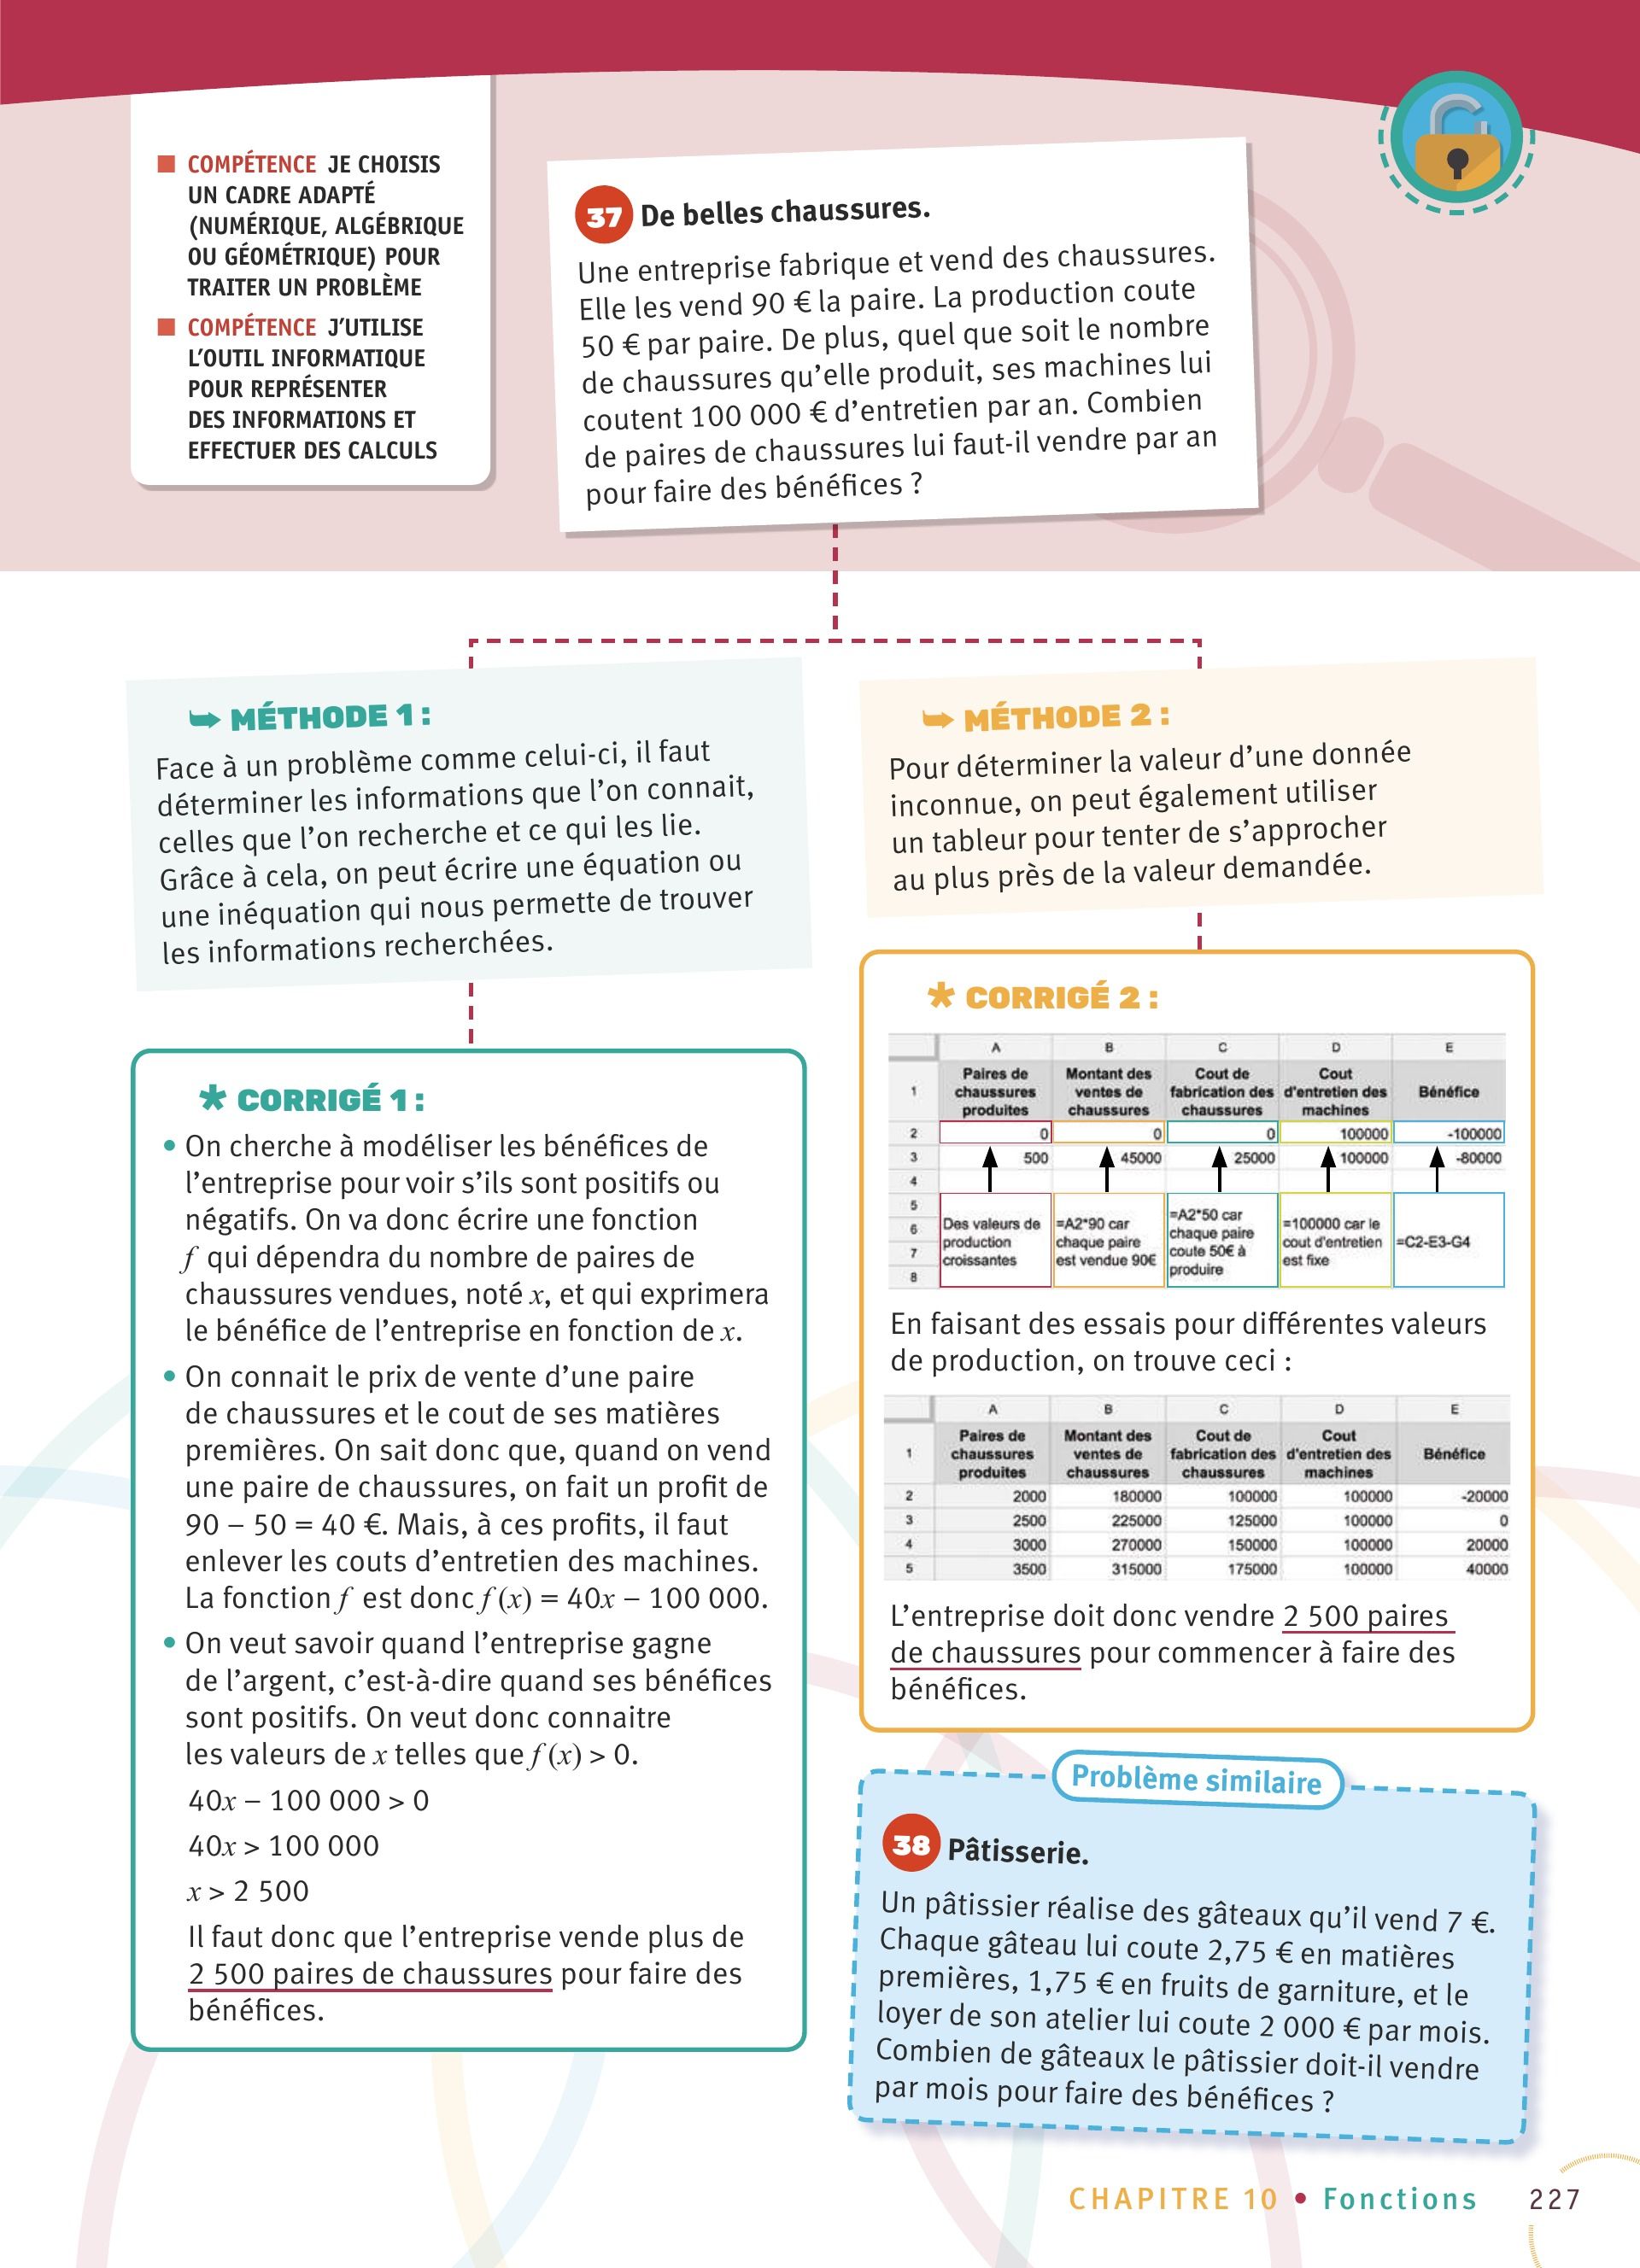 COMPÉTENCE JE CHOISIS
UN CADRE ADAPTÉ
(NUMÉRIQUE, ALGÉBRIQUE
OU GÉOMÉTRIQUE) POUR
TRAITER UN PROBLÈME
COMPÉTENCE J'UTILISE
L'OUTIL INFORMATIQUE
POUR REPRÉSENTER
DES INFORMATIONS ET
EFFECTUER DES CALCULS
37 De belles chaussures.
Une entreprise fabrique et vend des chaussures.
Elle les vend 90 € la paire. La production coute
50 € par paire. De plus, quel que soit le nombre
de chaussures qu'elle produit, ses machines lui
coutent 100 000 € d'entretien par an. Combien
de paires de chaussures lui faut-il vendre par an
pour faire des bénéfices ?
MÉTHODE 1 :
Face à un problème comme celui-ci, il faut
déterminer les informations que l'on connait,
celles que l'on recherche et ce qui les lie.
Grâce à cela, on peut écrire une équation ou
une inéquation qui nous permette de trouver
les informations recherchées.
* CORRIGÉ 1 :
• On cherche à modéliser les bénéfices de
l'entreprise pour voir s'ils sont positifs ou
négatifs. On va donc écrire une fonction
f qui dépendra du nombre de paires de
chaussures vendues, noté x, et qui exprimera
le bénéfice de l'entreprise en fonction de x.
• On connait le prix de vente d'une paire
de chaussures et le cout de ses matières
premières. On sait donc que, quand on vend
une paire de chaussures, on fait un profit de
90 – 50 = 40 €. Mais, à ces profits, il faut
enlever les couts d'entretien des machines.
La fonction f est donc f (x) = 40x – 100 000.
• On veut savoir quand l'entreprise gagne
de l'argent, c'est-à-dire quand ses bénéfices
sont positifs. On veut donc connaitre
les valeurs de x telles que f (x) > 0.
40x – 100 000 > 0
40x > 100 000
x > 2 500
Il faut donc que l'entreprise vende plus de
2 500 paires de chaussures pour faire des
bénéfices.
MÉTHODE 2 :
Pour déterminer la valeur d'une donnée
inconnue, on peut également utiliser
un tableur pour tenter de s'approcher
au plus près de la valeur demandée.
* CORRIGÉ 2 :
A B C D E
Paires de Montant des Cout de Cout
1 chaussures ventes de fabrication des d'entretien des Bénéfice
produites chaussures chaussures machines
2 0 0 0 100000 -100000
3 500 45000 25000 100000 -80000
4
5 =A2*50 car
6 Des valeurs de =A2*90 car chaque paire =100000 car le
7 production chaque paire coute 50€ à cout d'entretien =C2-E3-G4
croissantes est vendue 90€ produire est fixe
8
En faisant des essais pour différentes valeurs
de production, on trouve ceci :
A B C D E
Paires de Montant des Cout de Cout
1 chaussures ventes de fabrication des d'entretien des Bénéfice
produites chaussures chaussures machines
2 2000 180000 100000 100000 -20000
3 2500 225000 125000 100000 0
4 3000 270000 150000 100000 20000
5 3500 315000 175000 100000 40000
L'entreprise doit donc vendre 2 500 paires
de chaussures pour commencer à faire des
bénéfices.
Problème similaire
38 Pâtisserie.
Un pâtissier réalise des gâteaux qu'il vend 7 €.
Chaque gâteau lui coute 2,75 € en matières
premières, 1,75 € en fruits de garniture, et le
loyer de son atelier lui coute 2 000 € par mois.
Combien de gâteaux le pâtissier doit-il vendre
par mois pour faire des bénéfices ?
CHAPITRE 10 • Fonctions 227